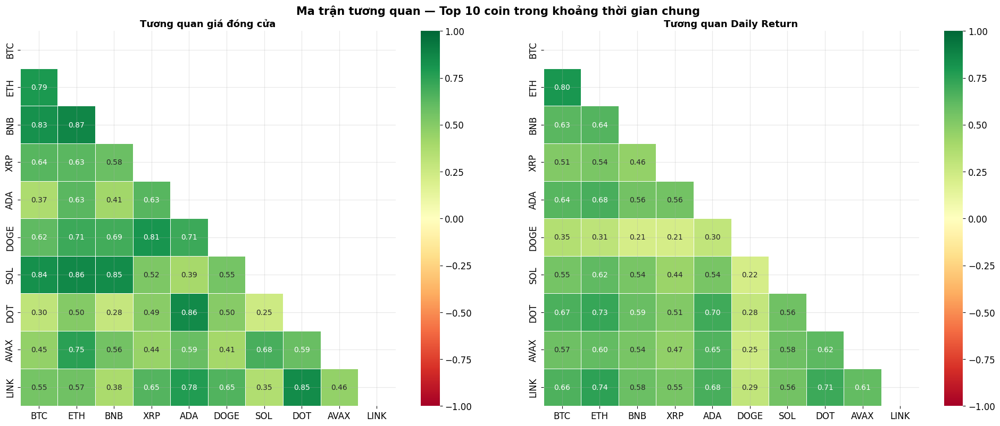 Ma trận tương quan — Top 10 coin trong khoảng thời gian chung
Tương quan giá đóng cửa
BTC
ETH 0.79
BNB 0.83 0.87
XRP 0.64 0.63 0.58
ADA 0.37 0.63 0.41 0.63
DOGE 0.62 0.71 0.69 0.81 0.71
SOL 0.84 0.86 0.85 0.52 0.39 0.55
DOT 0.30 0.50 0.28 0.49 0.86 0.50 0.25
AVAX 0.45 0.75 0.56 0.44 0.59 0.41 0.68 0.59
LINK 0.55 0.57 0.38 0.65 0.78 0.65 0.35 0.85 0.46
BTC ETH BNB XRP ADA DOGE SOL DOT AVAX LINK
1.00
0.75
0.50
0.25
0.00
−0.25
−0.50
−0.75
−1.00
Tương quan Daily Return
BTC
ETH 0.80
BNB 0.63 0.64
XRP 0.51 0.54 0.46
ADA 0.64 0.68 0.56 0.56
DOGE 0.35 0.31 0.21 0.21 0.30
SOL 0.55 0.62 0.54 0.44 0.54 0.22
DOT 0.67 0.73 0.59 0.51 0.70 0.28 0.56
AVAX 0.57 0.60 0.54 0.47 0.65 0.25 0.58 0.62
LINK 0.66 0.74 0.58 0.55 0.68 0.29 0.56 0.71 0.61
BTC ETH BNB XRP ADA DOGE SOL DOT AVAX LINK
1.00
0.75
0.50
0.25
0.00
−0.25
−0.50
−0.75
−1.00